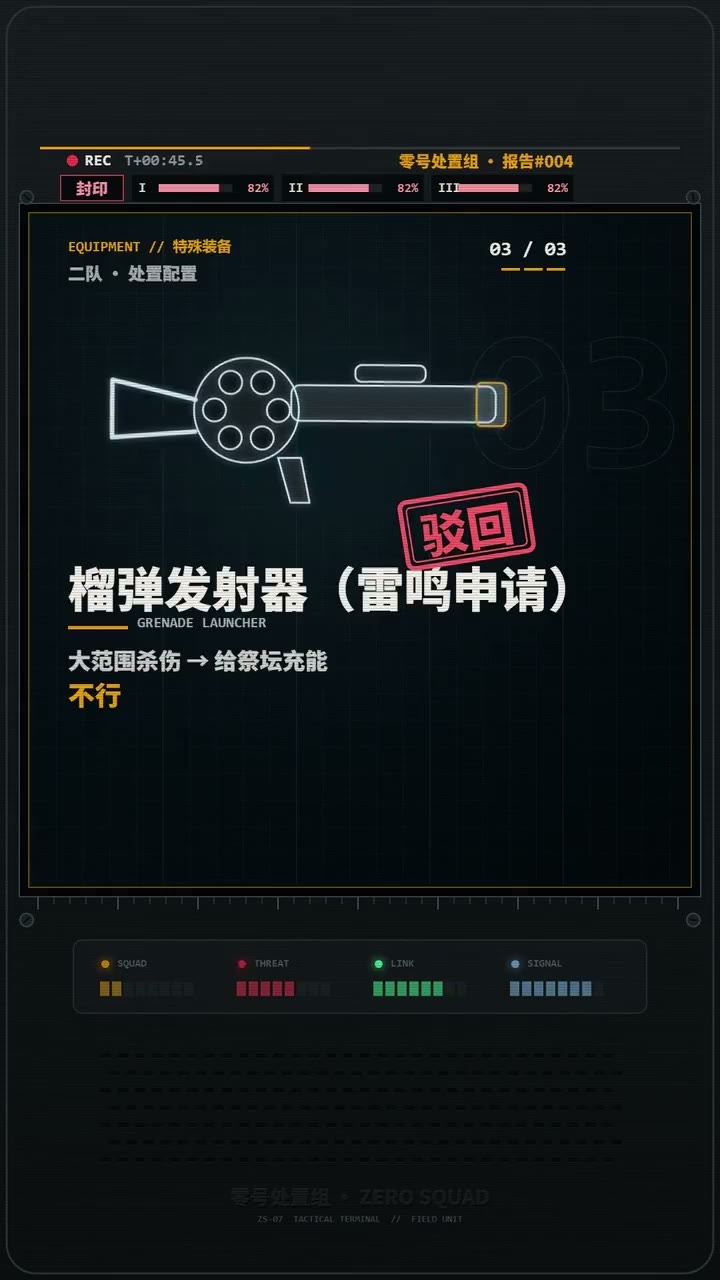 REC T+00:45.5 零号处置组 • 报告#004
封印 I 82% II 82% III 82%
EQUIPMENT // 特殊装备
03 / 03
二队 • 处置配置
03
驳回
榴弹发射器（雷鸣申请）
GRENADE LAUNCHER
大范围杀伤 → 给祭坛充能
不行
SQUAD THREAT LINK SIGNAL
零号处置组 • ZERO SQUAD
ZS-07 TACTICAL TERMINAL // FIELD UNIT